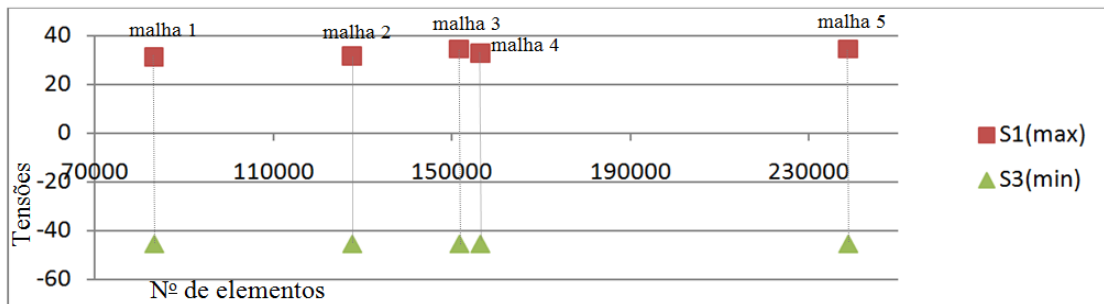 malha 1
malha 2
malha 3
malha 4
malha 5
40
20
0
-20
-40
-60
70000
110000
150000
190000
230000
Tensões
Nº de elementos
S1(max)
S3(min)